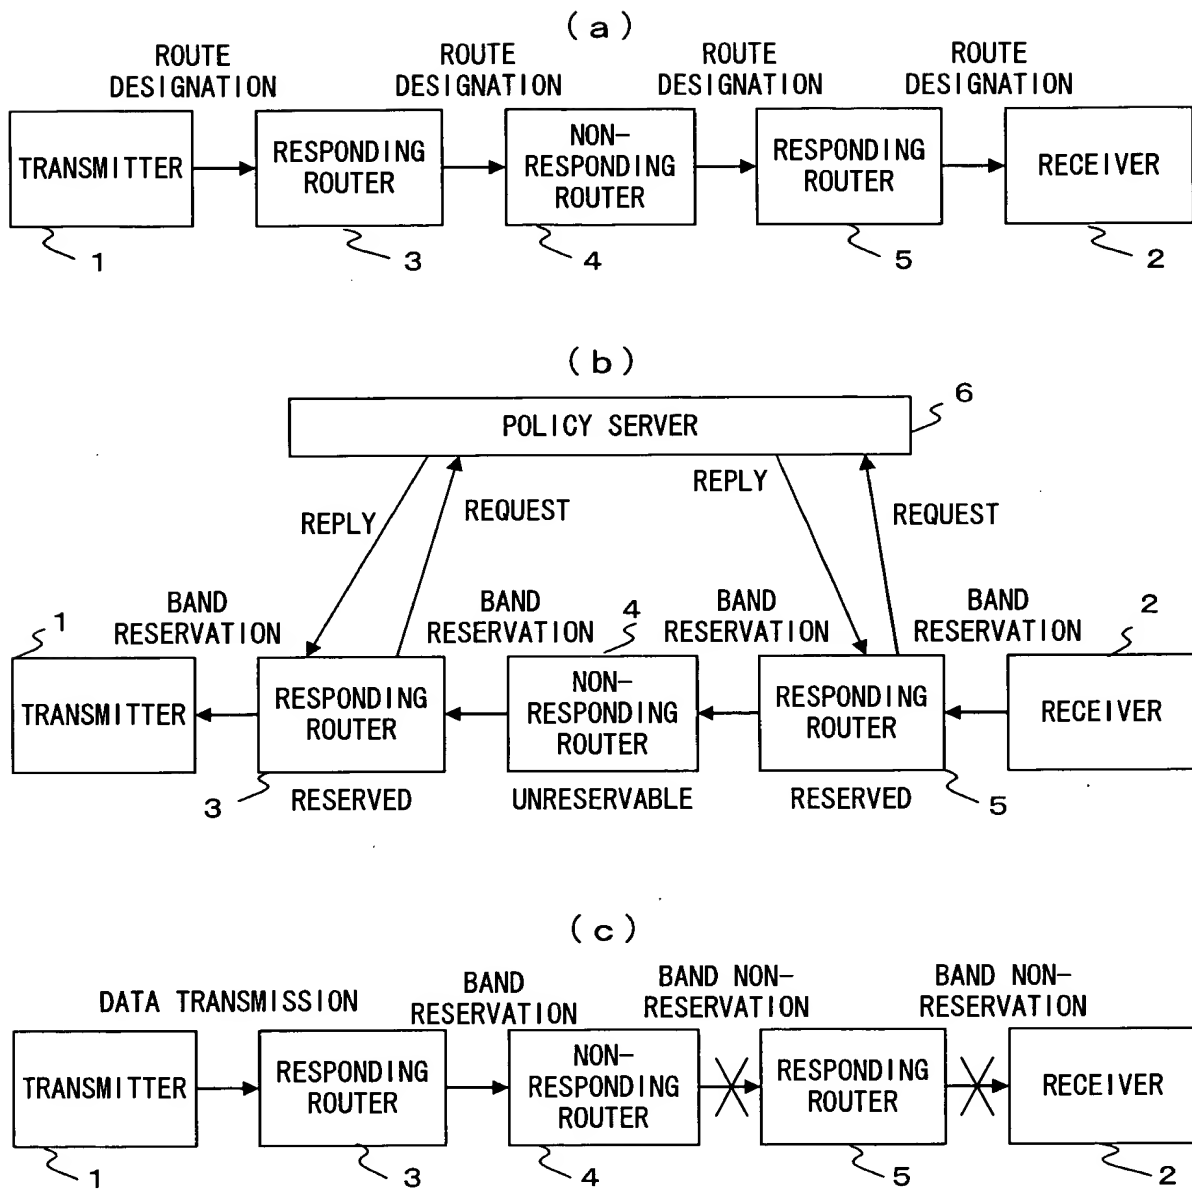 (a)
ROUTE DESIGNATION
ROUTE DESIGNATION
ROUTE DESIGNATION
ROUTE DESIGNATION
TRANSMITTER
RESPONDING ROUTER
NON-RESPONDING ROUTER
RESPONDING ROUTER
RECEIVER
1
3
4
5
2
(b)
6
POLICY SERVER
REPLY
REQUEST
REPLY
REQUEST
1
BAND RESERVATION
BAND RESERVATION
4
BAND RESERVATION
BAND RESERVATION
2
TRANSMITTER
RESPONDING ROUTER
NON-RESPONDING ROUTER
RESPONDING ROUTER
RECEIVER
3
RESERVED
UNRESERVABLE
RESERVED
5
(c)
DATA TRANSMISSION
BAND RESERVATION
BAND NON-RESERVATION
BAND NON-RESERVATION
TRANSMITTER
RESPONDING ROUTER
NON-RESPONDING ROUTER
RESPONDING ROUTER
RECEIVER
1
3
4
5
2